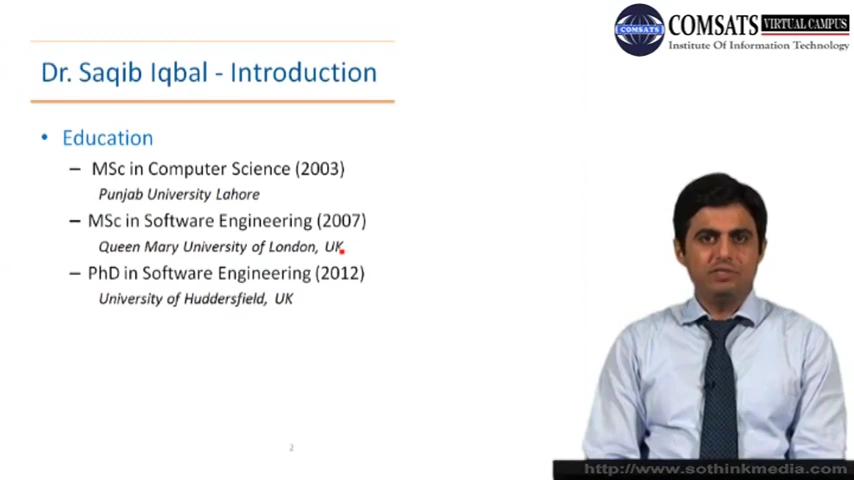 COMSATS VIRTUAL CAMPUS
COMSATS
Institute Of Information Technology
Dr. Saqib Iqbal - Introduction
• Education
– MSc in Computer Science (2003)
Punjab University Lahore
– MSc in Software Engineering (2007)
Queen Mary University of London, UK
– PhD in Software Engineering (2012)
University of Huddersfield, UK
2
http://www.sothinkmedia.com/